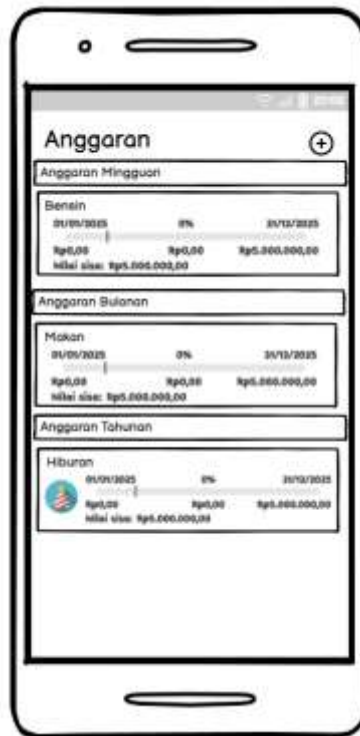 Anggaran
Anggaran Mingguan
Bensin
01/01/2025 0% 31/12/2025
Rp0,00 Rp0,00 Rp5.000.000,00
Nilai sisa: Rp5.000.000,00
Anggaran Bulanan
Makan
01/01/2025 0% 31/12/2025
Rp0,00 Rp0,00 Rp5.000.000,00
Nilai sisa: Rp5.000.000,00
Anggaran Tahunan
Hiburan
01/01/2025 0% 31/12/2025
Rp0,00 Rp0,00 Rp5.000.000,00
Nilai sisa: Rp5.000.000,00